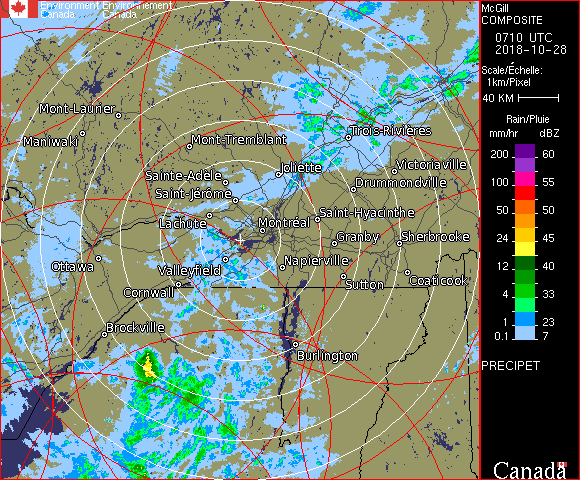 Environment Environnement
Canada Canada
McGill
COMPOSITE
0710 UTC
2018-10-28
Scale/Échelle:
1km/Pixel
40 KM
Rain/Pluie
mm/hr dBZ
200 60
100 55
50 50
24 45
12 40
4 33
1 23
0.1 7
PRECIPET
Canada
Mont-Laurier
Maniwaki
Mont-Tremblant
Trois-Rivières
Sainte-Adèle
Joliette
Victoriaville
Saint-Jérôme
Drummondville
Lachute
Montréal
Saint-Hyacinthe
Granby
Sherbrooke
Ottawa
Valleyfield
Napierville
Cornwall
Sutton
Coaticook
Brockville
Burlington